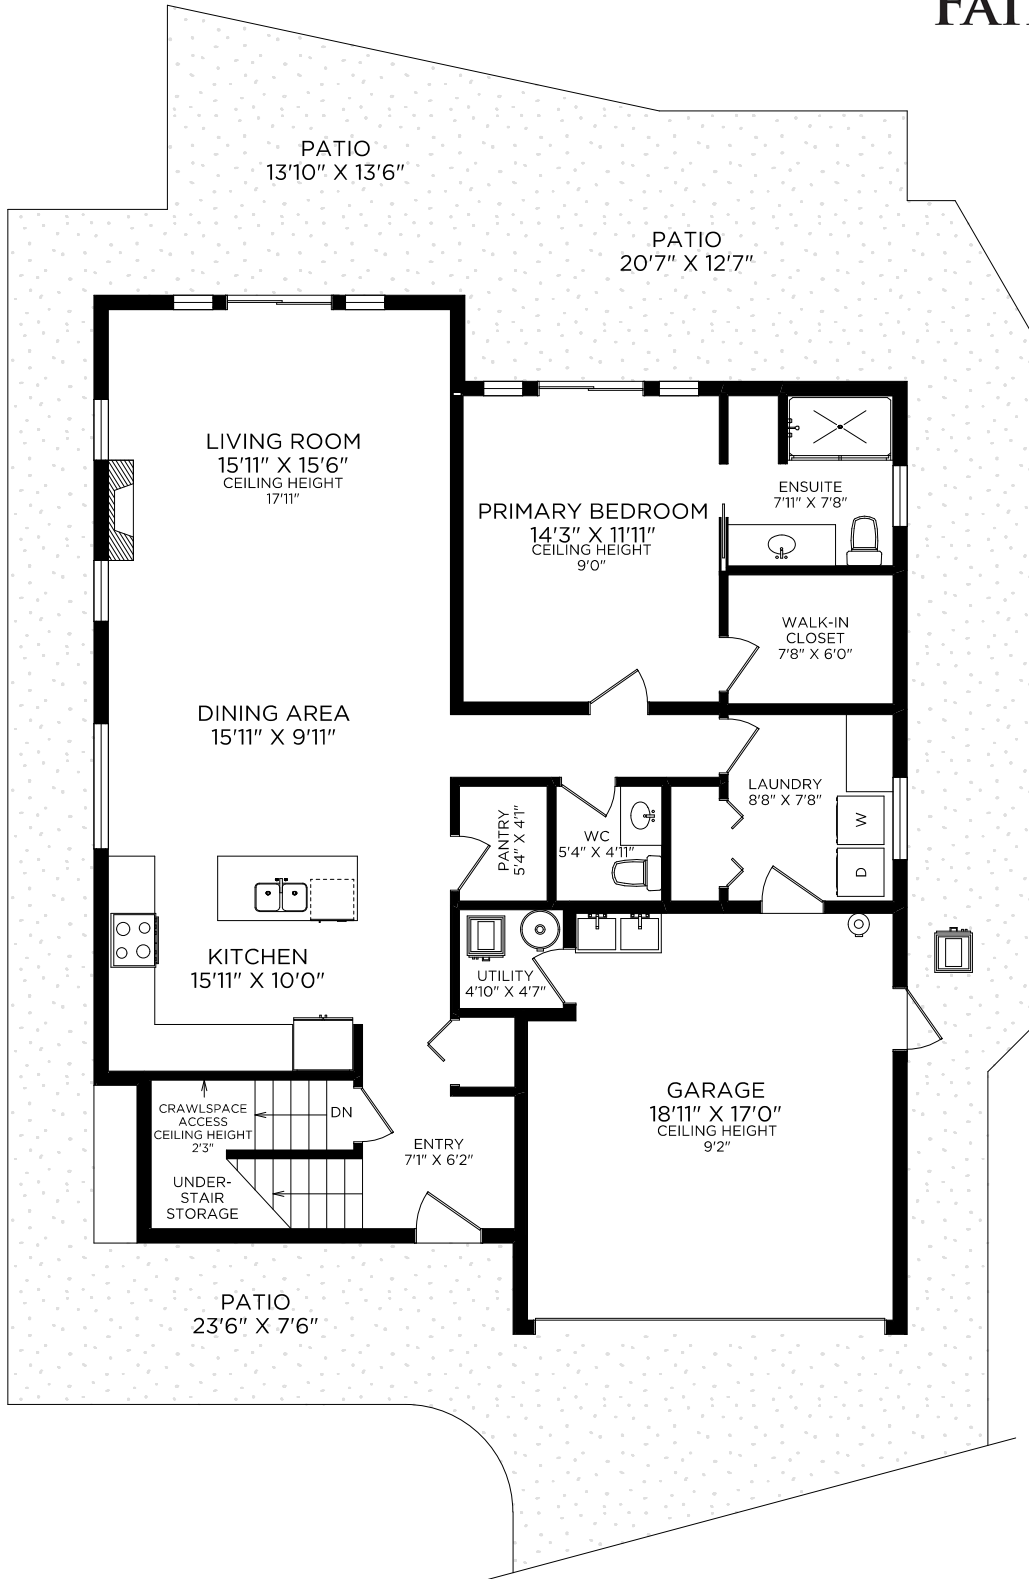 PATIO
13'10" X 13'6"
PATIO
20'7" X 12'7"
LIVING ROOM
15'11" X 15'6"
CEILING HEIGHT
17'11"
PRIMARY BEDROOM
14'3" X 11'11"
CEILING HEIGHT
9'0"
ENSUITE
7'11" X 7'8"
WALK-IN
CLOSET
7'8" X 6'0"
DINING AREA
15'11" X 9'11"
LAUNDRY
8'8" X 7'8"
W
D
PANTRY
5'4" X 4'1"
WC
5'4" X 4'11"
KITCHEN
15'11" X 10'0"
UTILITY
4'10" X 4'7"
GARAGE
18'11" X 17'0"
CEILING HEIGHT
9'2"
CRAWLSPACE
ACCESS
CEILING HEIGHT
2'3"
DN
ENTRY
7'1" X 6'2"
UNDER-
STAIR
STORAGE
PATIO
23'6" X 7'6"